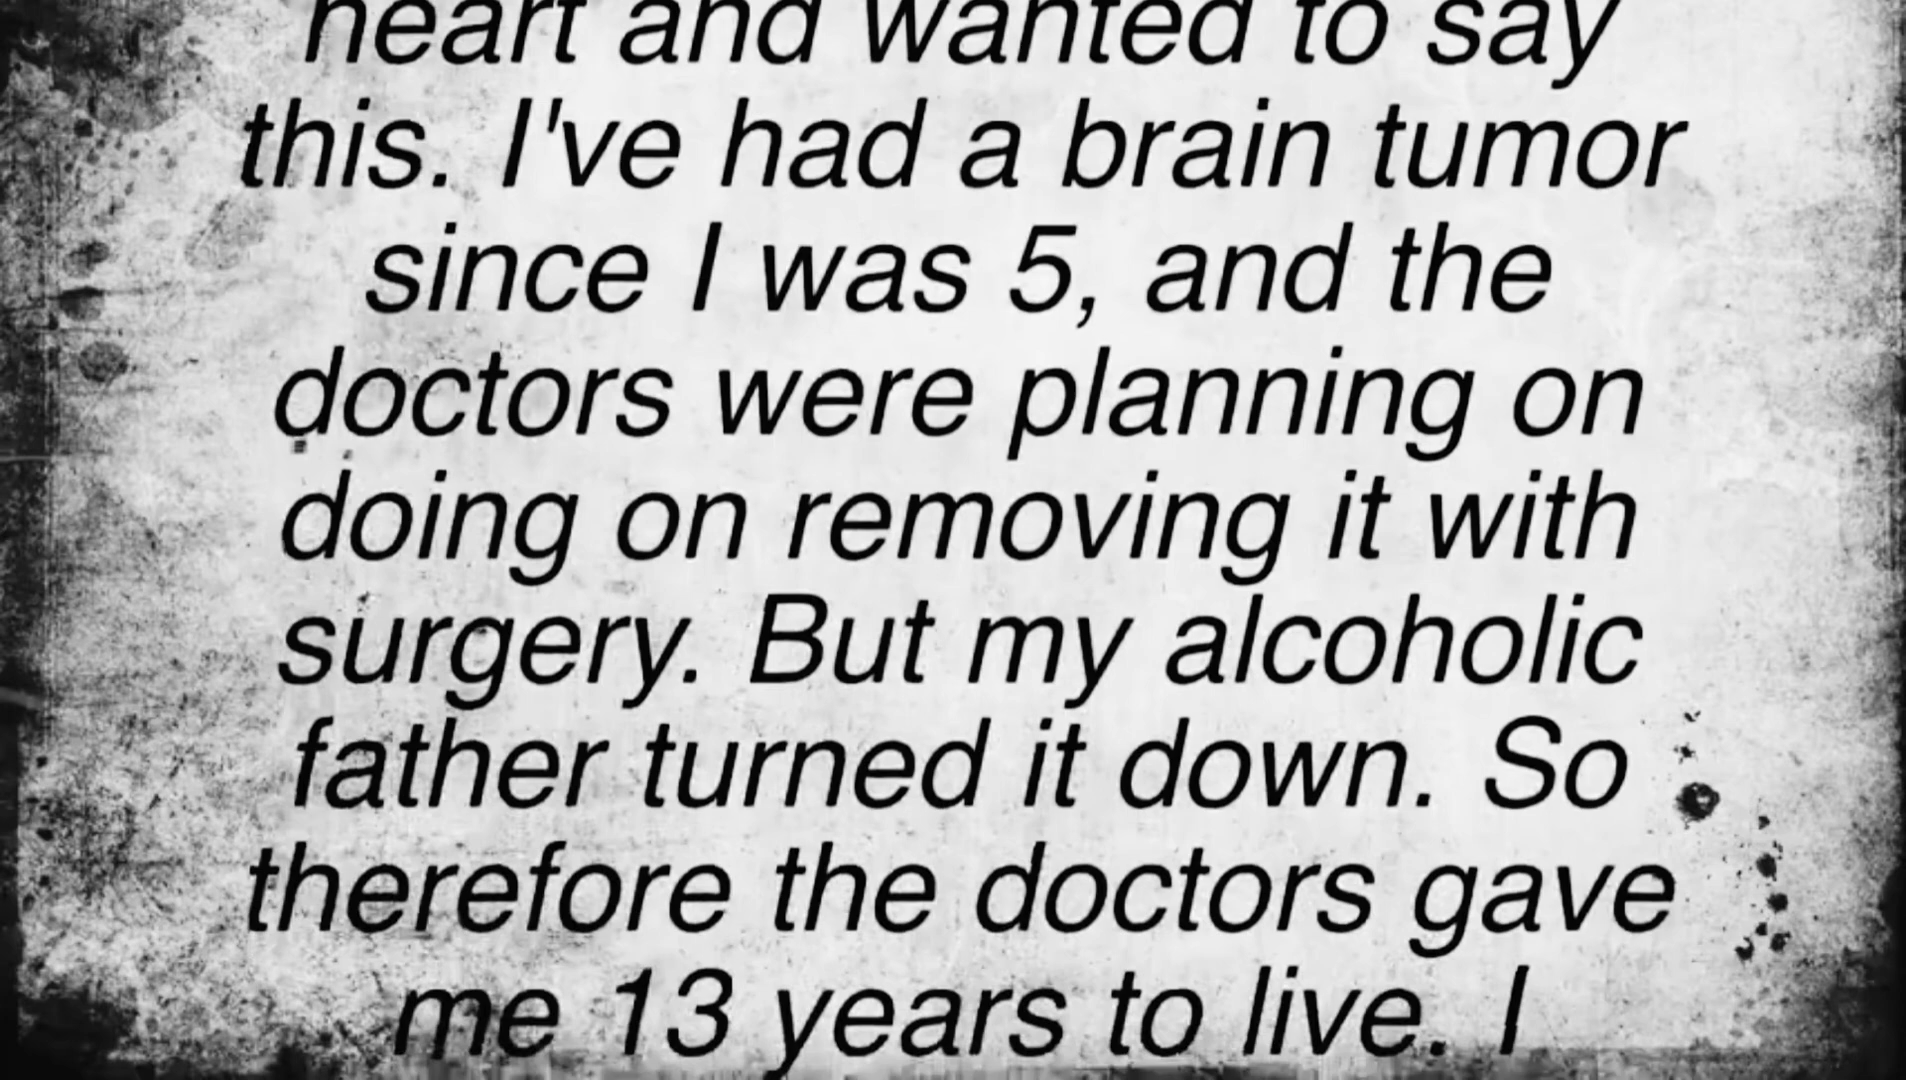 heart and wanted to say
this. I've had a brain tumor
since I was 5, and the
doctors were planning on
doing on removing it with
surgery. But my alcoholic
father turned it down. So
therefore the doctors gave
me 13 years to live. I